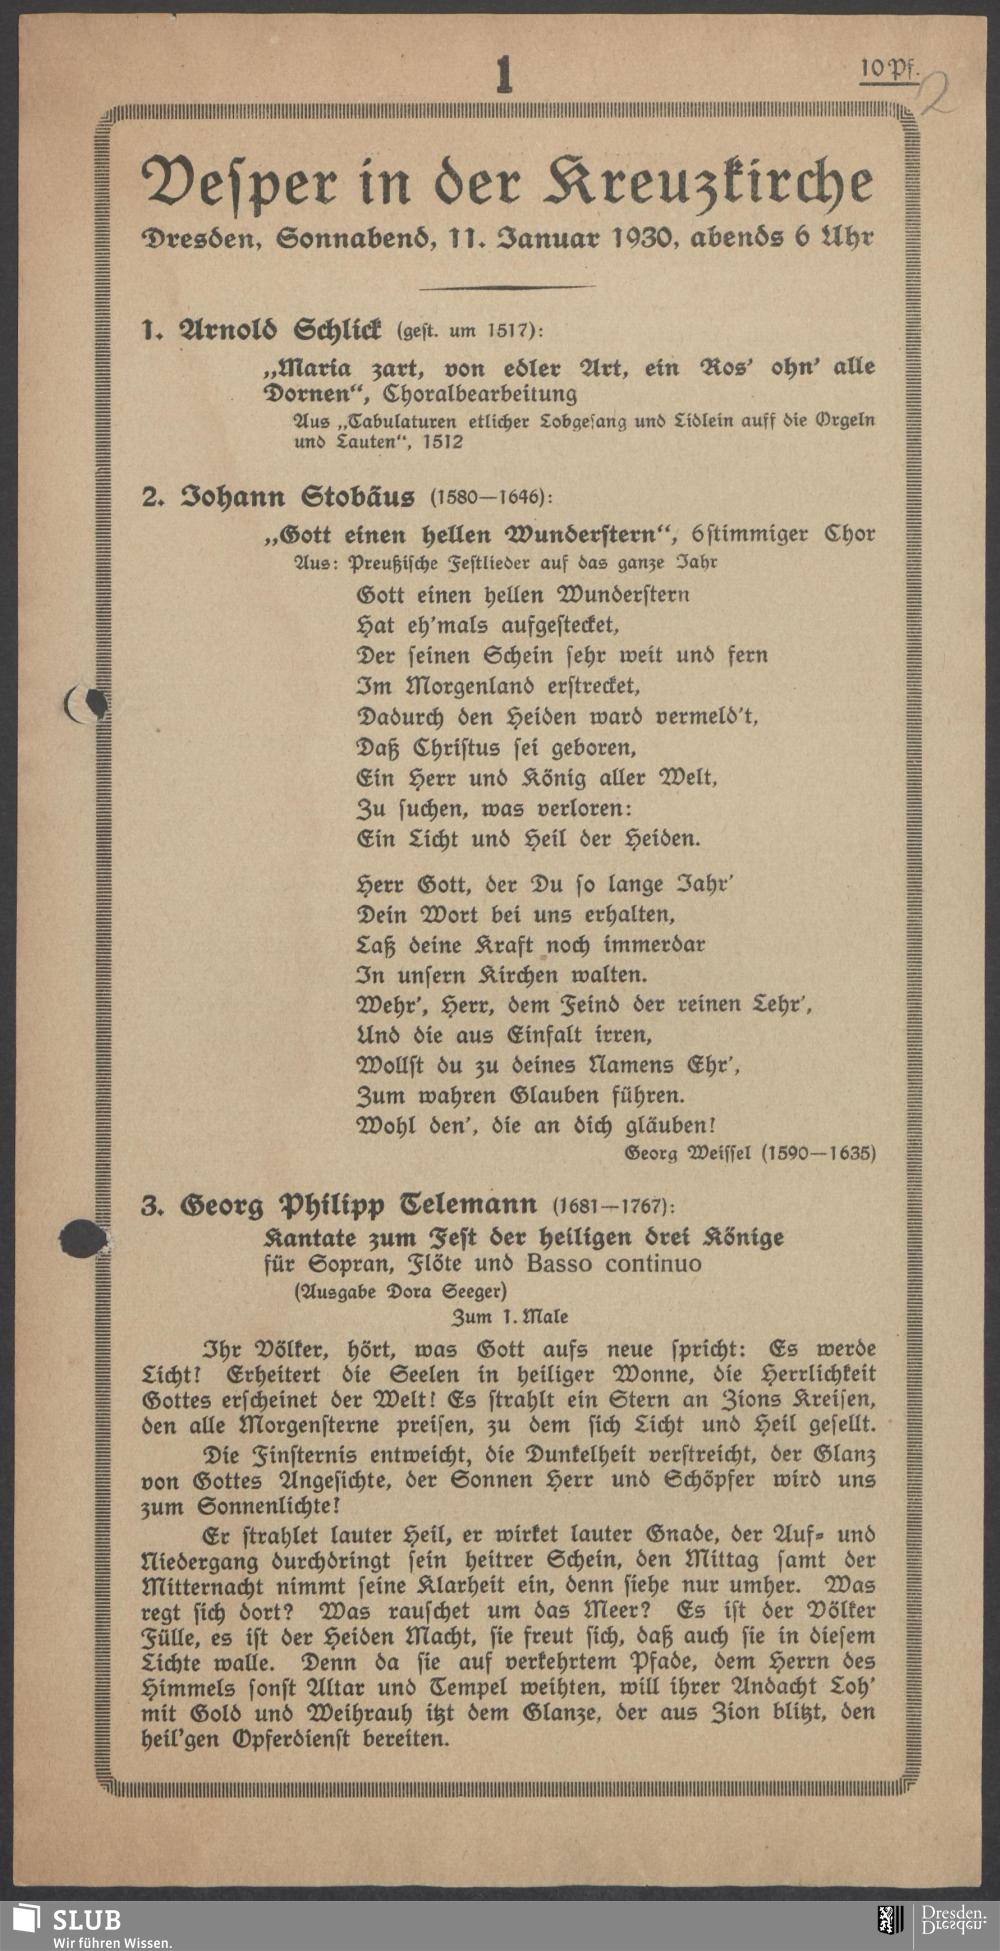 1
10 Pf.
2
Vesper in der Kreuzkirche
Dresden, Sonnabend, 11. Januar 1930, abends 6 Uhr
1. Arnold Schlick (gest. um 1517):
„Maria zart, von edler Art, ein Ros' ohn' alle
Dornen“, Choralbearbeitung
Aus „Tabulaturen etlicher Lobgesang und Lidlein auff die Orgeln
und Lauten“, 1512
2. Johann Stobäus (1580—1646):
„Gott einen hellen Wunderstern“, 6stimmiger Chor
Aus: Preußische Festlieder auf das ganze Jahr
Gott einen hellen Wunderstern
Hat eh'mals aufgestecket,
Der seinen Schein sehr weit und fern
Im Morgenland erstrecket,
Dadurch den Heiden ward vermeld't,
Daß Christus sei geboren,
Ein Herr und König aller Welt,
Zu suchen, was verloren:
Ein Licht und Heil der Heiden.
Herr Gott, der Du so lange Jahr'
Dein Wort bei uns erhalten,
Laß deine Kraft noch immerdar
In unsern Kirchen walten.
Wehr', Herr, dem Feind der reinen Lehr',
Und die aus Einfalt irren,
Wollst du zu deines Namens Ehr',
Zum wahren Glauben führen.
Wohl den', die an dich gläuben!
Georg Weissel (1590—1635)
3. Georg Philipp Telemann (1681—1767):
Kantate zum Fest der heiligen drei Könige
für Sopran, Flöte und Basso continuo
(Ausgabe Dora Seeger)
Zum 1. Male
Ihr Völker, hört, was Gott aufs neue spricht: Es werde
Licht! Erheitert die Seelen in heiliger Wonne, die Herrlichkeit
Gottes erscheinet der Welt! Es strahlt ein Stern an Zions Kreisen,
den alle Morgensterne preisen, zu dem sich Licht und Heil gesellt.
Die Finsternis entweicht, die Dunkelheit verstreicht, der Glanz
von Gottes Angesichte, der Sonnen Herr und Schöpfer wird uns
zum Sonnenlichte!
Er strahlet lauter Heil, er wirket lauter Gnade, der Auf- und
Niedergang durchdringt sein heitrer Schein, den Mittag samt der
Mitternacht nimmt seine Klarheit ein, denn siehe nur umher. Was
regt sich dort? Was rauschet um das Meer? Es ist der Völker
Fülle, es ist der Heiden Macht, sie freut sich, daß auch sie in diesem
Lichte walle. Denn da sie auf verkehrtem Pfade, dem Herrn des
Himmels sonst Altar und Tempel weihten, will ihrer Andacht Loh'
mit Gold und Weihrauh itzt dem Glanze, der aus Zion blitzt, den
heil'gen Opferdienst bereiten.
SLUB
Wir führen Wissen.
Dresden.
Dresden.